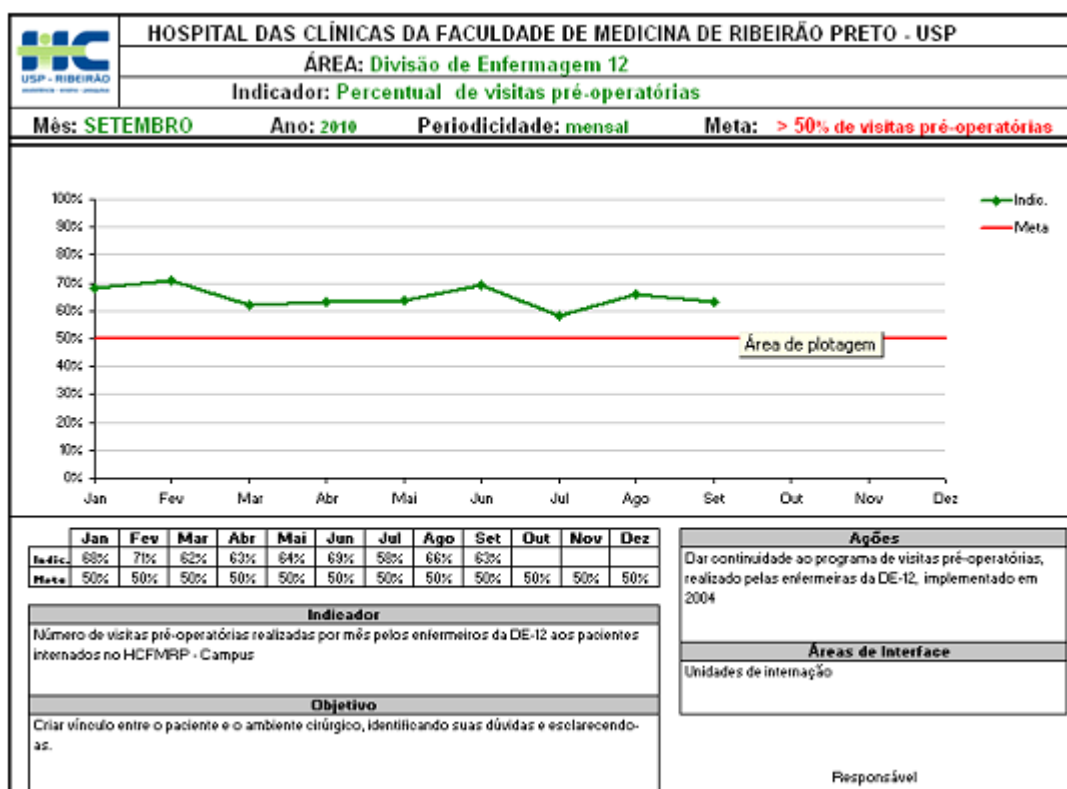 HC
USP - RIBEIRÃO
HOSPITAL DAS CLÍNICAS DA FACULDADE DE MEDICINA DE RIBEIRÃO PRETO - USP
ÁREA: Divisão de Enfermagem 12
Indicador: Percentual de visitas pré-operatórias
Mês: SETEMBRO Ano: 2010 Periodicidade: mensal Meta: > 50% de visitas pré-operatórias
100%
90%
80%
70%
60%
50%
40%
30%
20%
10%
0%
Jan Fev Mar Abr Mai Jun Jul Ago Set Out Nov Dez
Indic.
Meta
Área de plotagem
Jan Fev Mar Abr Mai Jun Jul Ago Set Out Nov Dez
Indic. 68% 71% 62% 63% 64% 69% 58% 66% 63%
Meta 50% 50% 50% 50% 50% 50% 50% 50% 50% 50% 50% 50%
Indicador
Número de visitas pré-operatórias realizadas por mês pelos enfermeiros da DE-12 aos pacientes
internados no HCFMRP - Campus
Objetivo
Criar vínculo entre o paciente e o ambiente cirúrgico, identificando suas dúvidas e esclarecendo-
as.
Ações
Dar continuidade ao programa de visitas pré-operatórias,
realizado pelas enfermeiras da DE-12, implementado em
2004
Áreas de Interface
Unidades de internação
Responsável